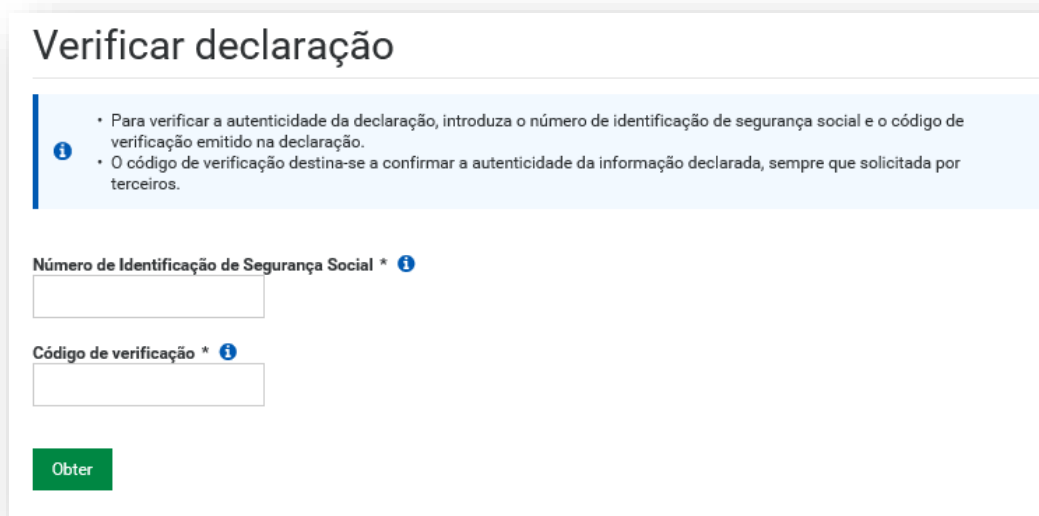 Verificar declaração
• Para verificar a autenticidade da declaração, introduza o número de identificação de segurança social e o código de
verificação emitido na declaração.
• O código de verificação destina-se a confirmar a autenticidade da informação declarada, sempre que solicitada por
terceiros.
Número de Identificação de Segurança Social *
Código de verificação *
Obter